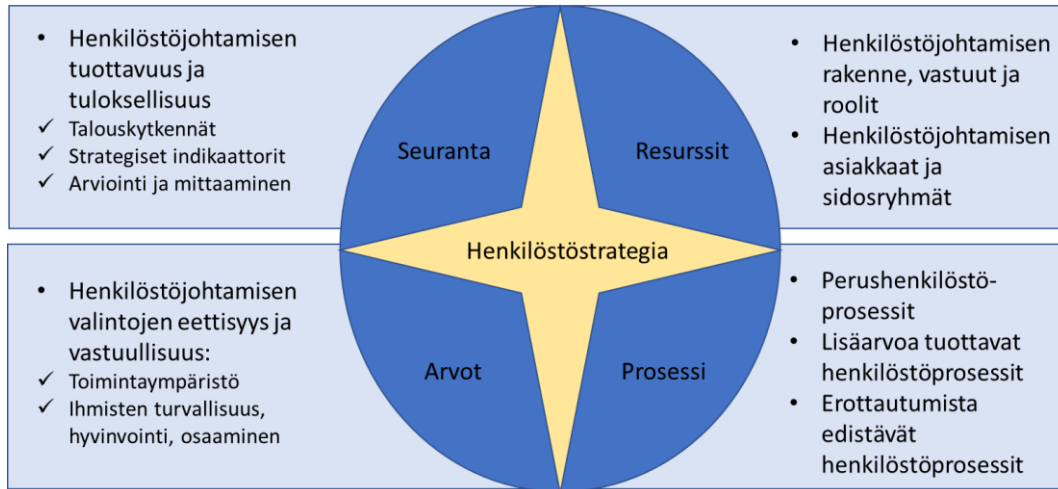 • Henkilöstöjohtamisen
tuottavuus ja
tuloksellisuus
✓ Talouskytkennät
✓ Strategiset indikaattorit
✓ Arviointi ja mittaaminen
Seuranta
Resurssit
• Henkilöstöjohtamisen
rakenne, vastuut ja
roolit
• Henkilöstöjohtamisen
asiakkaat ja
sidosryhmät
Henkilöstöstrategia
• Henkilöstöjohtamisen
valintojen eettisyys ja
vastuullisuus:
✓ Toimintaympäristö
✓ Ihmisten turvallisuus,
hyvinvointi, osaaminen
Arvot
Prosessi
• Perushenkilöstö-
prosessit
• Lisäarvoa tuottavat
henkilöstöprosessit
• Erottautumista
edistävät
henkilöstöprosessit